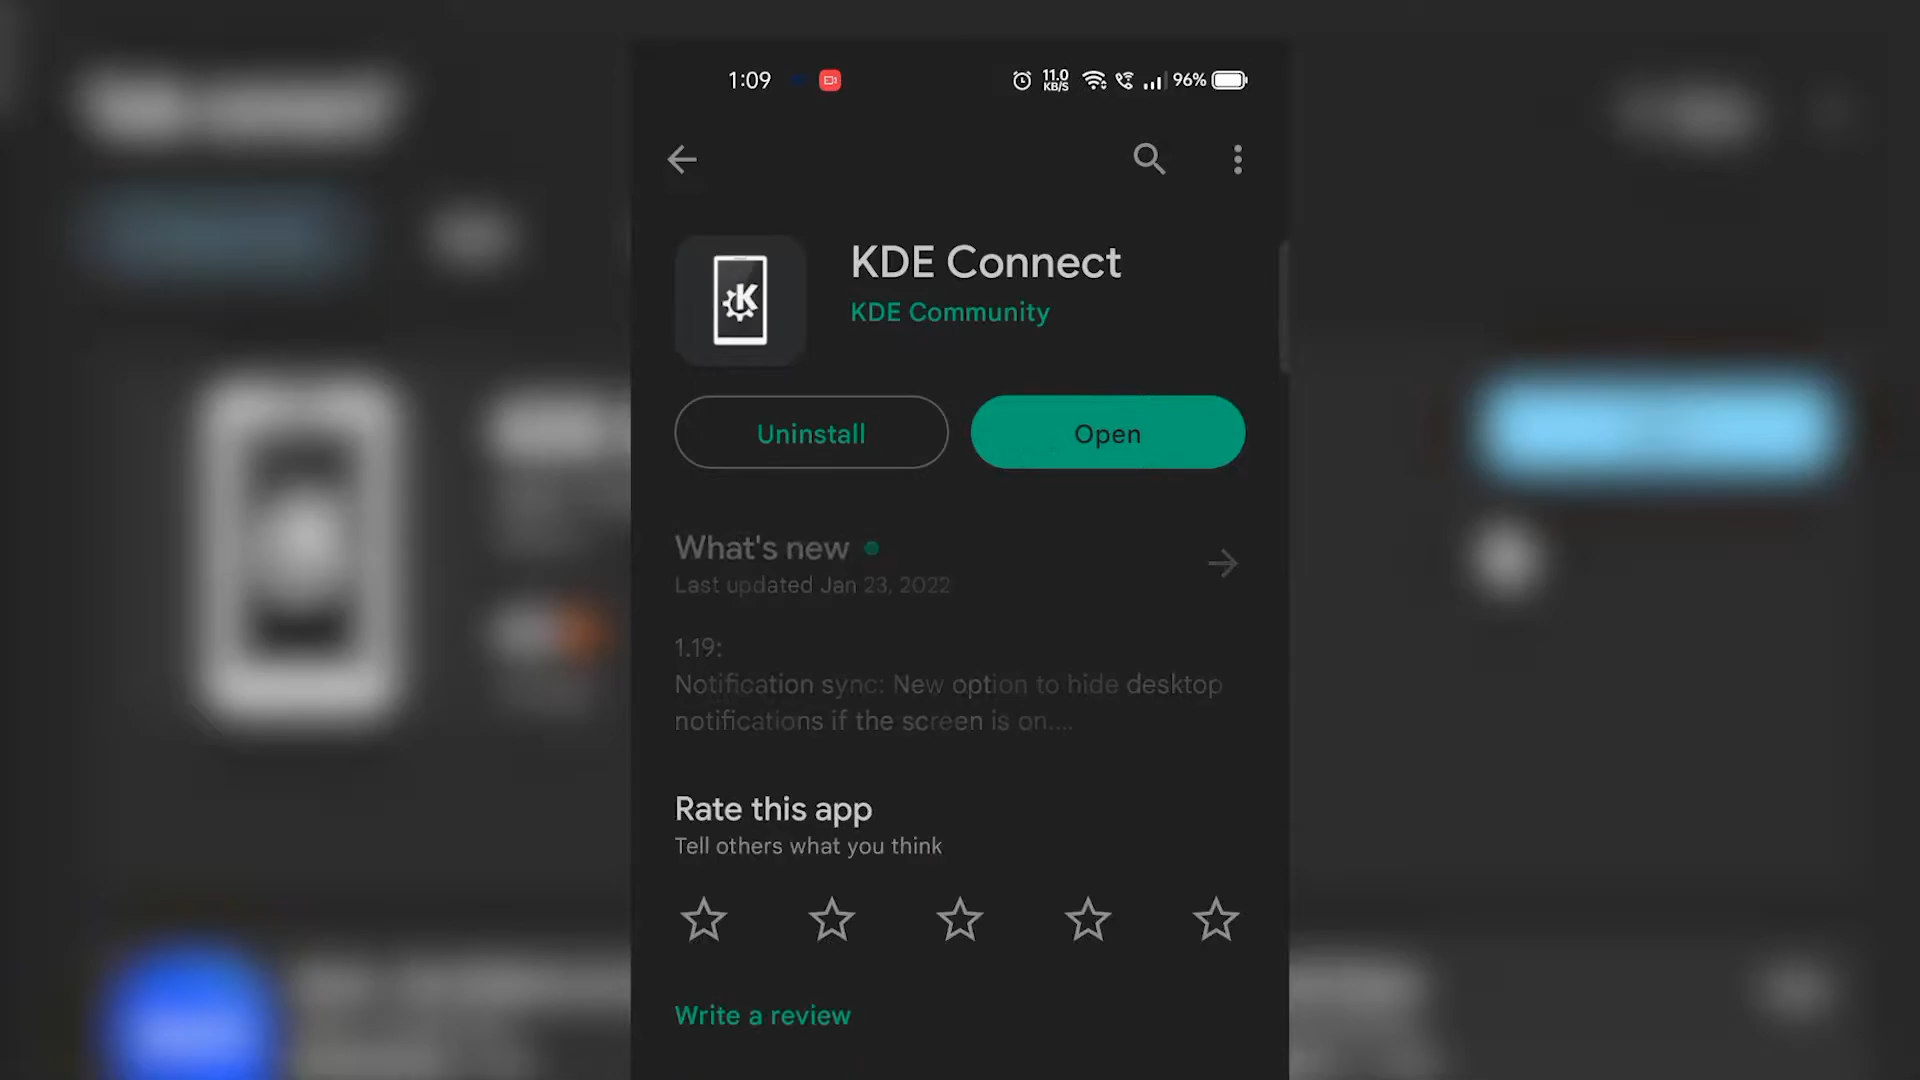 1:09
11.0
KB/S
96%
KDE Connect
KDE Community
Uninstall
Open
What's new
Last updated Jan 23, 2022
1.19:
Notification sync: New option to hide desktop
notifications if the screen is on....
Rate this app
Tell others what you think
Write a review